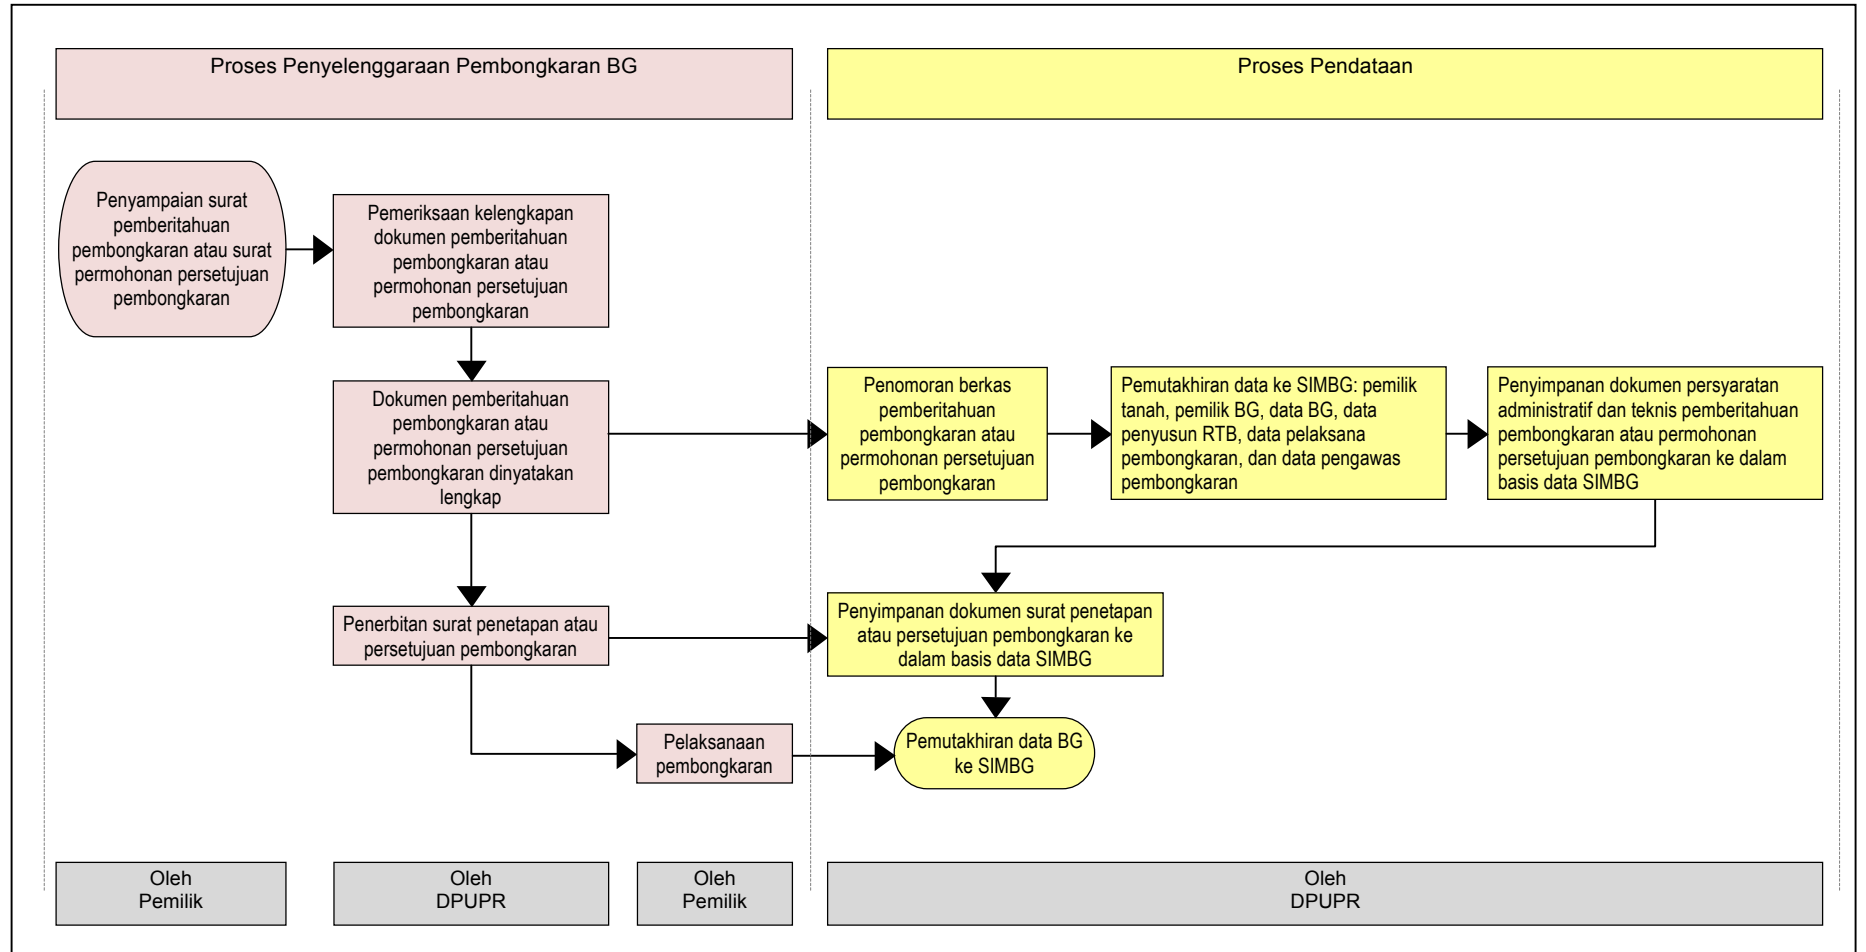 Proses Penyelenggaraan Pembongkaran BG
Proses Pendataan
Penyampaian surat
pemberitahuan
pembongkaran atau surat
permohonan persetujuan
pembongkaran
Pemeriksaan kelengkapan
dokumen pemberitahuan
pembongkaran atau
permohonan persetujuan
pembongkaran
Dokumen pemberitahuan
pembongkaran atau
permohonan persetujuan
pembongkaran dinyatakan
lengkap
Penomoran berkas
pemberitahuan
pembongkaran atau
permohonan persetujuan
pembongkaran
Pemutakhiran data ke SIMBG: pemilik
tanah, pemilik BG, data BG, data
penyusun RTB, data pelaksana
pembongkaran, dan data pengawas
pembongkaran
Penyimpanan dokumen persyaratan
administratif dan teknis pemberitahuan
pembongkaran atau permohonan
persetujuan pembongkaran ke dalam
basis data SIMBG
Penerbitan surat penetapan atau
persetujuan pembongkaran
Penyimpanan dokumen surat penetapan
atau persetujuan pembongkaran ke
dalam basis data SIMBG
Pelaksanaan
pembongkaran
Pemutakhiran data BG
ke SIMBG
Oleh
Pemilik
Oleh
DPUPR
Oleh
Pemilik
Oleh
DPUPR